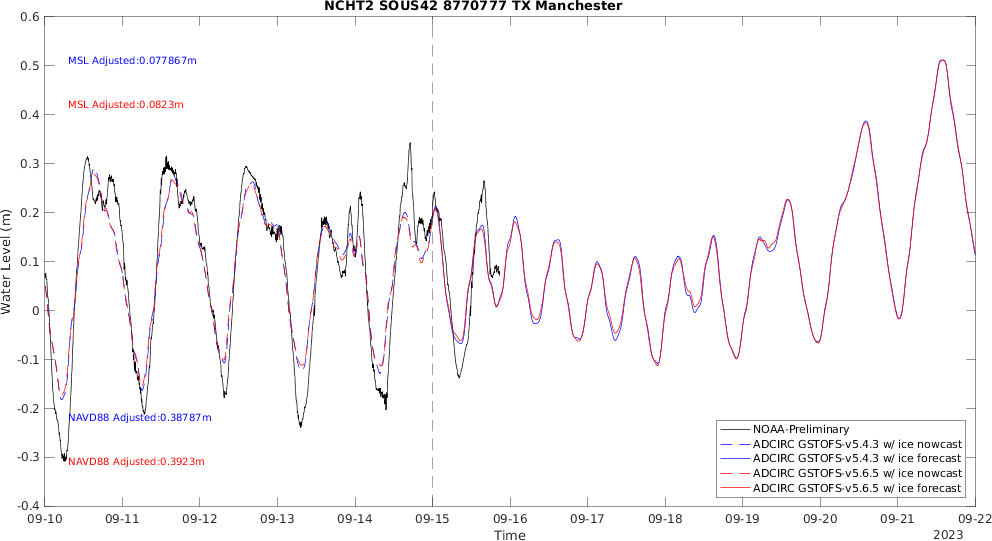 NCHT2 SOUS42 8770777 TX Manchester
0.6
0.5
0.4
0.3
0.2
0.1
0
-0.1
-0.2
-0.3
-0.4
Water Level (m)
MSL Adjusted:0.077867m
MSL Adjusted:0.0823m
NAVD88 Adjusted:0.38787m
NAVD88 Adjusted:0.3923m
NOAA-Preliminary
ADCIRC GSTOFS-v5.4.3 w/ ice nowcast
ADCIRC GSTOFS-v5.4.3 w/ ice forecast
ADCIRC GSTOFS-v5.6.5 w/ ice nowcast
ADCIRC GSTOFS-v5.6.5 w/ ice forecast
09-10 09-11 09-12 09-13 09-14 09-15 09-16 09-17 09-18 09-19 09-20 09-21 09-22
Time
2023